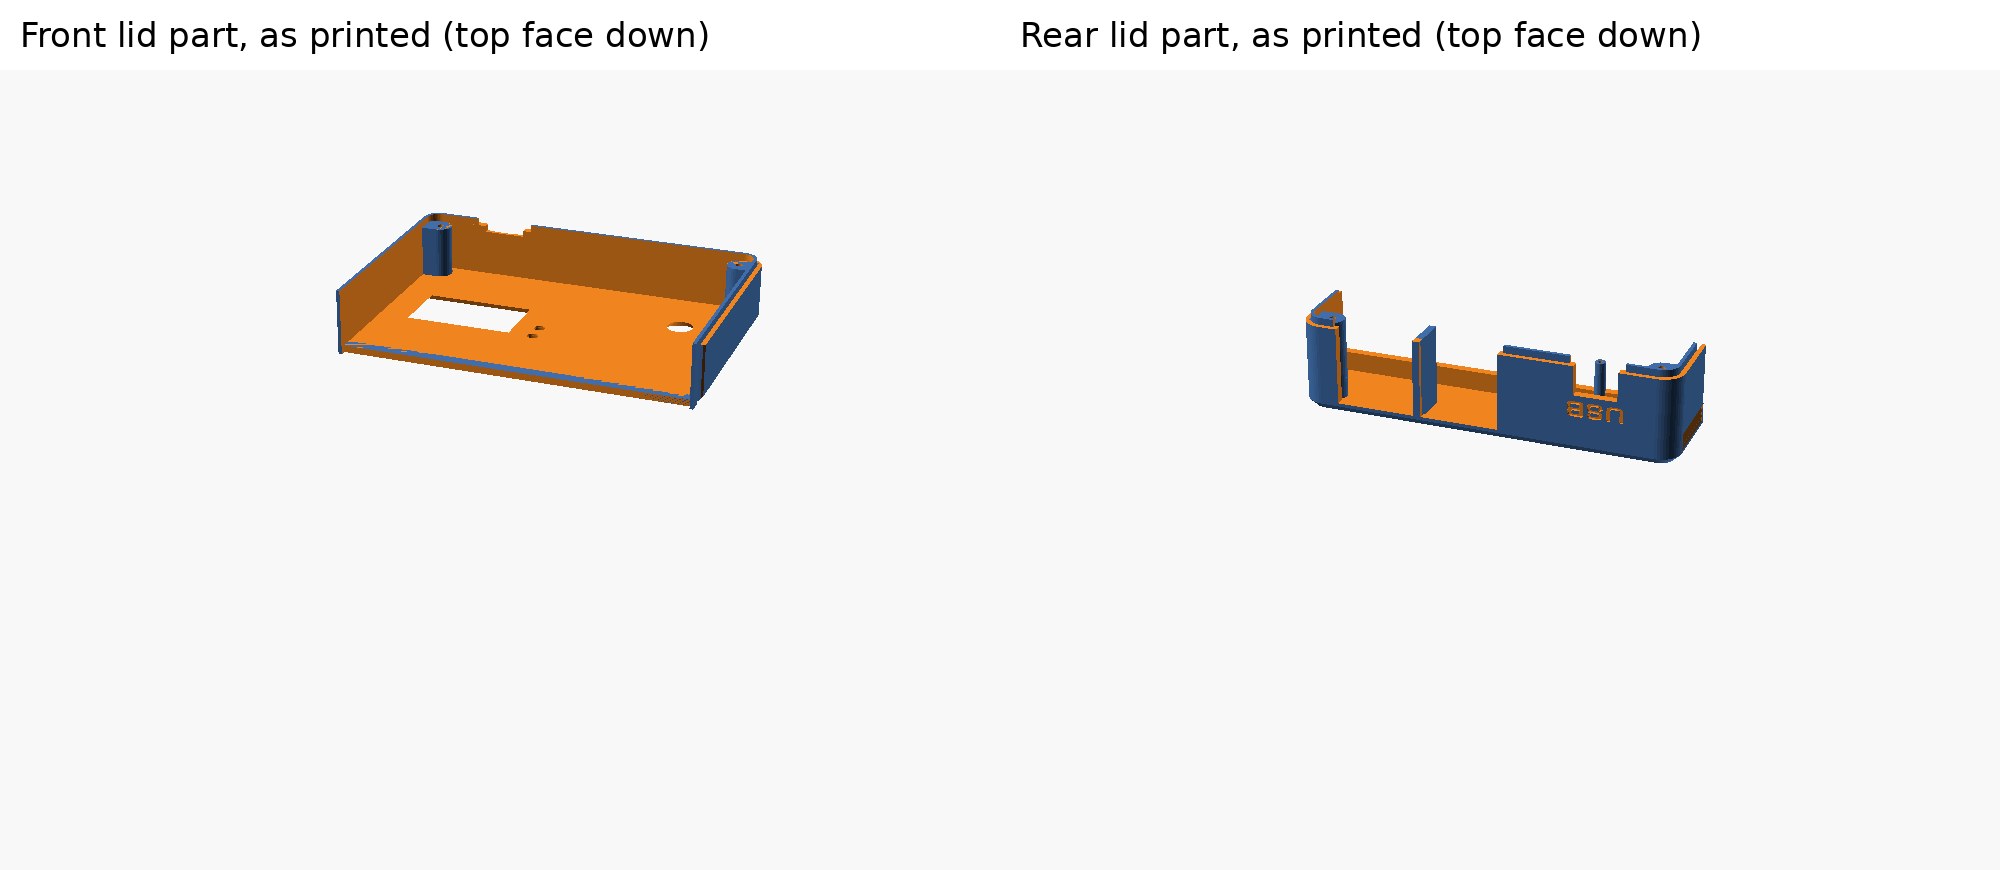 Front lid part, as printed (top face down)
Rear lid part, as printed (top face down)
USB